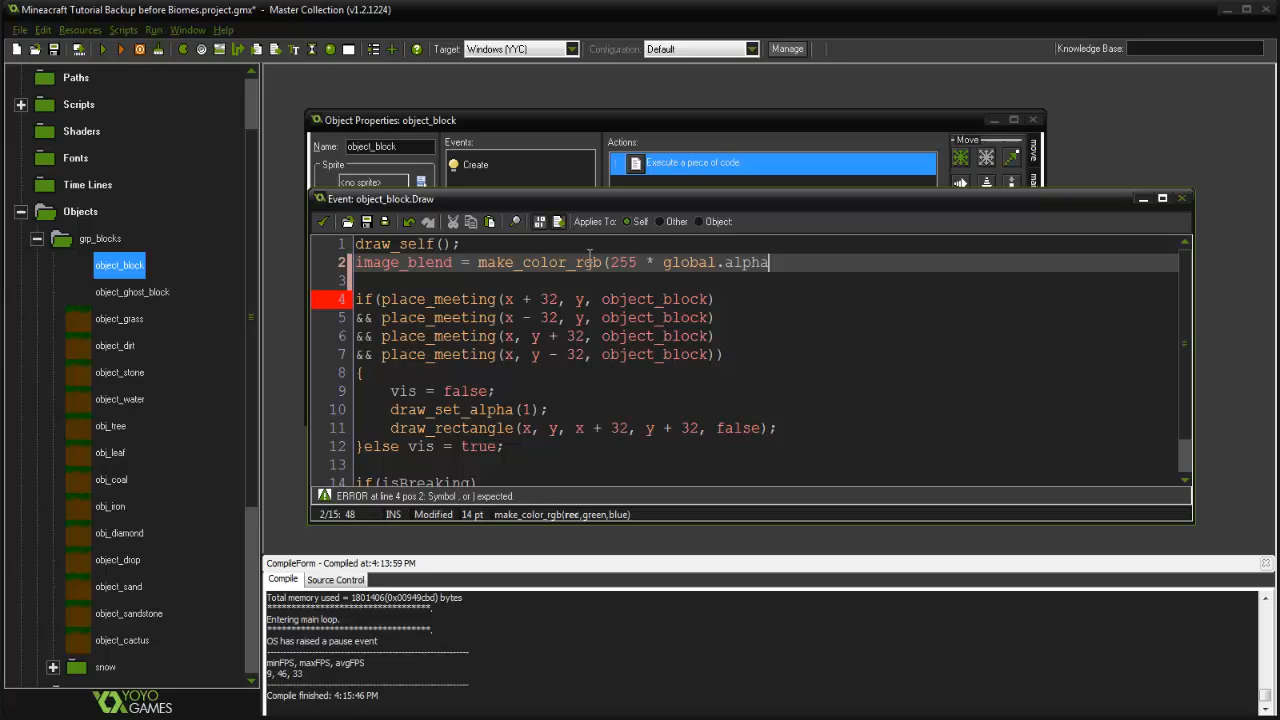 Mineacraft Tutorial Backup before Biomes.project.gmx* - Master Collection (v1.2.1224)
File Edit Resources Scripts Run Window Help
Target: Windows (YYC) Configuration: Default Manage Knowledge Base:
Paths
Scripts
Shaders
Fonts
Time Lines
Objects
grp_blocks
object_block
object_ghost_block
object_grass
object_dirt
object_stone
object_water
obj_tree
obj_leaf
obj_coal
obj_iron
obj_diamond
object_drop
object_sand
object_sandstone
object_cactus
snow
YOYO
GAMES
Object Properties: object_block
Name: object_block Events: Actions: Move move
Sprite Create Execute a piece of code
<no sprite>
Event: object_block.Draw
Applies To: Self Other Object:
1 draw_self();
2 image_blend = make_color_rgb(255 * global.alpha
3
4 if(place_meeting(x + 32, y, object_block)
5 && place_meeting(x - 32, y, object_block)
6 && place_meeting(x, y + 32, object_block)
7 && place_meeting(x, y - 32, object_block))
8 {
9 vis = false;
10 draw_set_alpha(1);
11 draw_rectangle(x, y, x + 32, y + 32, false);
12 }else vis = true;
13
14 if(isBreaking)
ERROR at line 4 pos 2: Symbol , or ) expected.
2/15: 48 INS Modified 14 pt make_color_rgb(red,green,blue)
CompileForm - Compiled at:4:13:59 PM
Compile Source Control
Total memory used = 1801406(0x00949cbd) bytes
**********************************.
Entering main loop.
**********************************.
OS has raised a pause event
-------------------------------------------
minFPS, maxFPS, avgFPS
9, 46, 33
-------------------------------------------
Compile finished: 4:15:46 PM